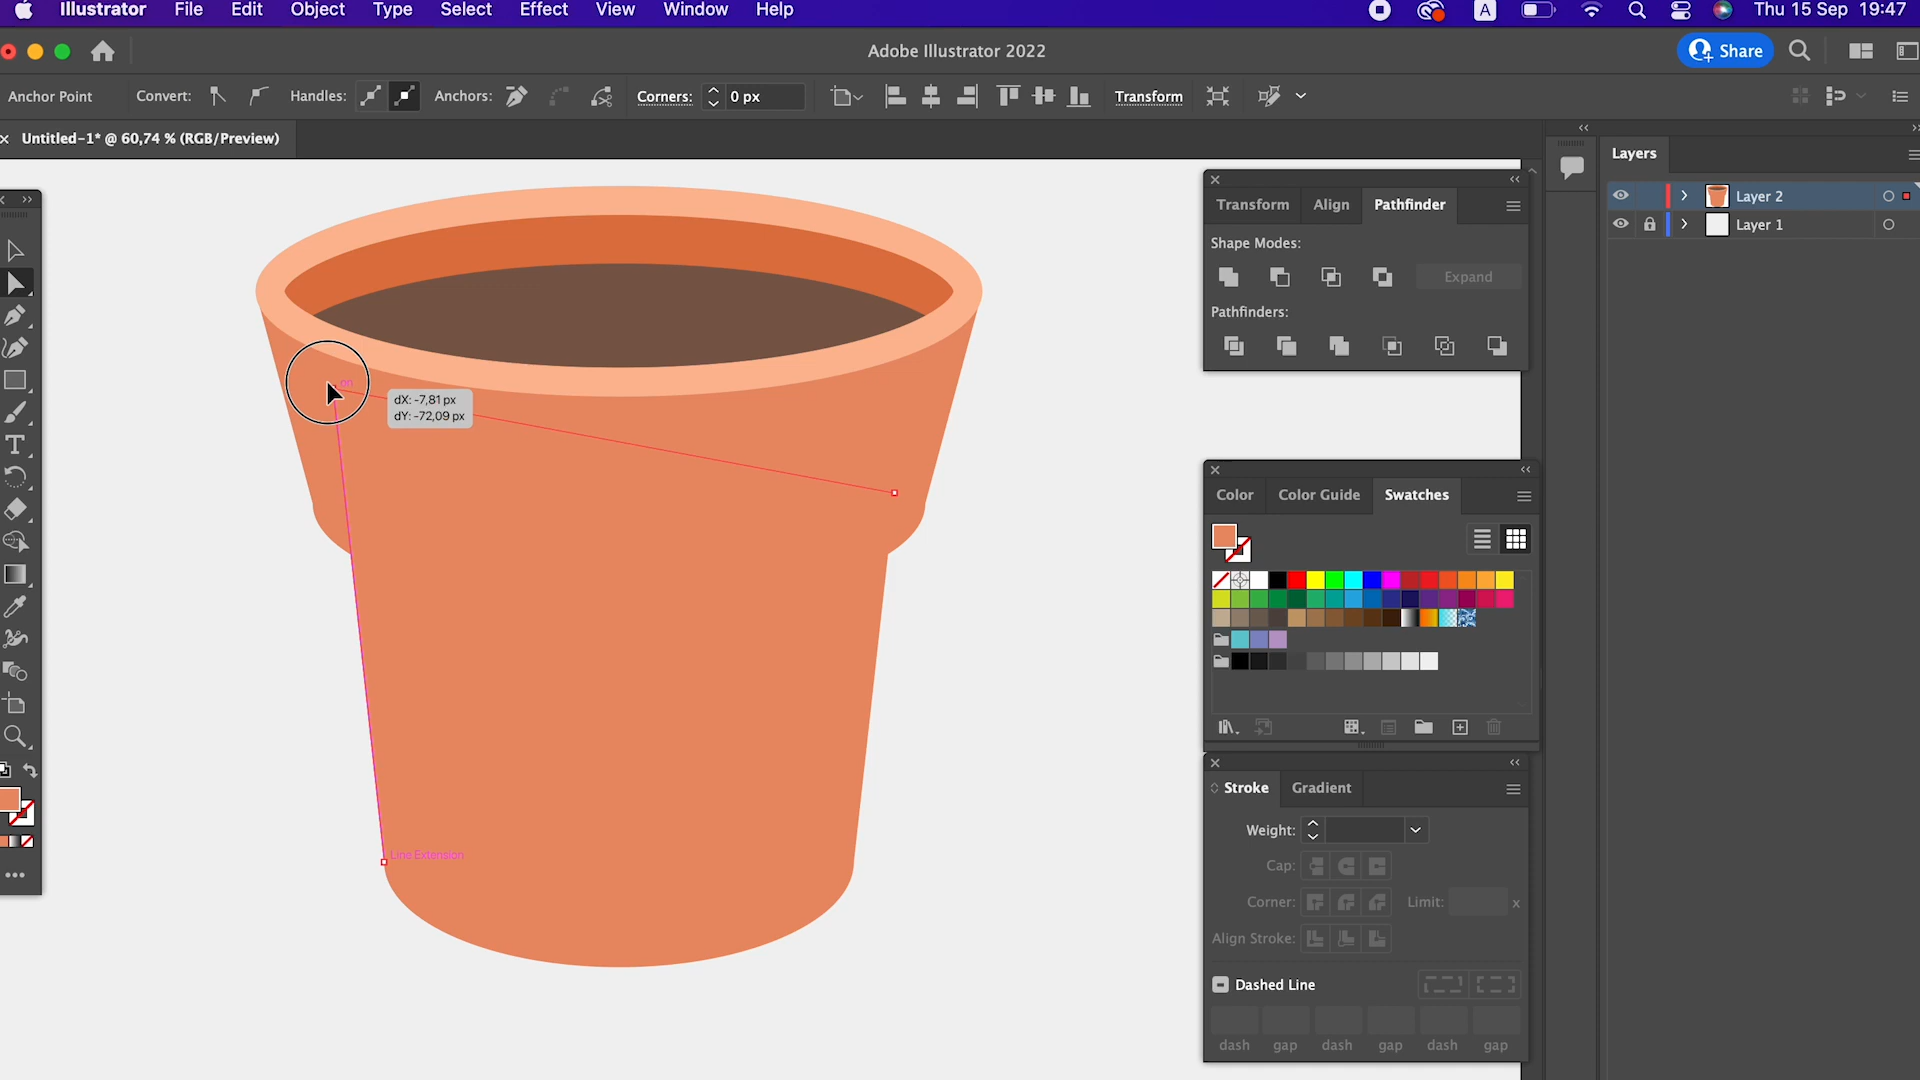 Illustrator File Edit Object Type Select Effect View Window Help A Thu 15 Sep 19:47
Adobe Illustrator 2022
Share
Anchor Point Convert: Handles: Anchors: Corners: 0 px Transform
Untitled-1* @ 60,74 % (RGB/Preview)
Layers
Layer 2
Layer 1
Transform Align Pathfinder
Shape Modes:
Expand
Pathfinders:
on
dX: -7,81 px
dY: -72,09 px
Line Extension
Color Color Guide Swatches
Stroke Gradient
Weight:
Cap:
Corner: Limit: x
Align Stroke:
Dashed Line
dash gap dash gap dash gap